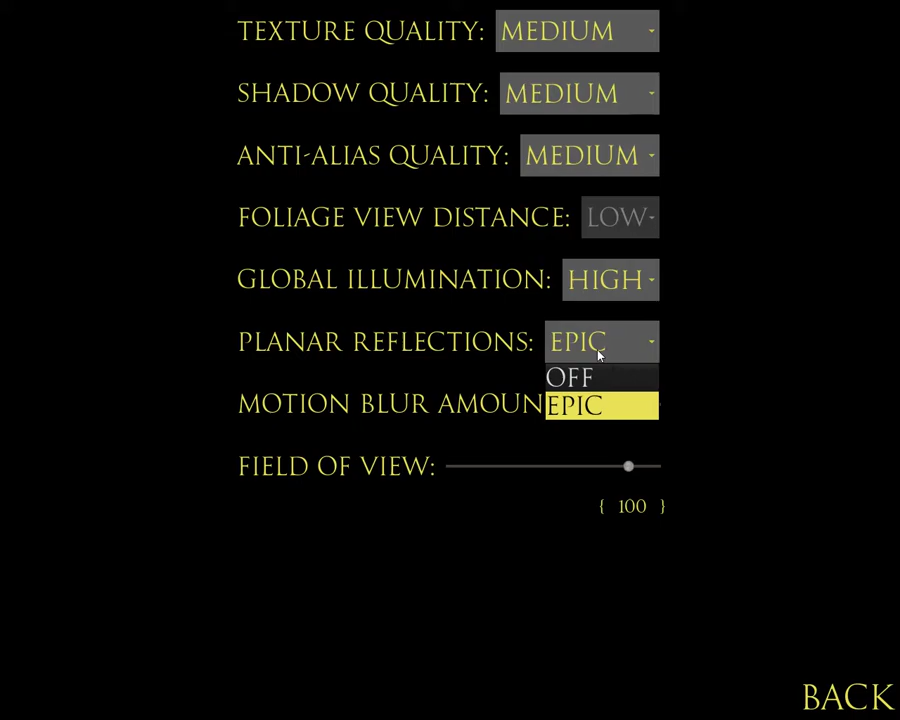 TEXTURE QUALITY: MEDIUM
SHADOW QUALITY: MEDIUM
ANTI-ALIAS QUALITY: MEDIUM
FOLIAGE VIEW DISTANCE: LOW
GLOBAL ILLUMINATION: HIGH
PLANAR REFLECTIONS: EPIC
OFF
MOTION BLUR AMOUN EPIC
FIELD OF VIEW:
{ 100 }
BACK